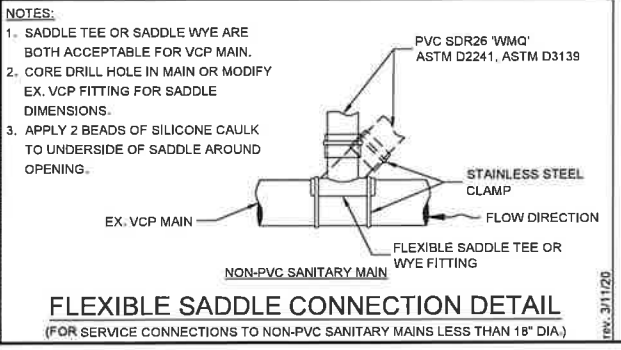 NOTES:
1. SADDLE TEE OR SADDLE WYE ARE
BOTH ACCEPTABLE FOR VCP MAIN.
2. CORE DRILL HOLE IN MAIN OR MODIFY
EX. VCP FITTING FOR SADDLE
DIMENSIONS.
3. APPLY 2 BEADS OF SILICONE CAULK
TO UNDERSIDE OF SADDLE AROUND
OPENING.
PVC SDR26 'WMQ'
ASTM D2241, ASTM D3139
STAINLESS STEEL
CLAMP
EX. VCP MAIN
FLOW DIRECTION
FLEXIBLE SADDLE TEE OR
WYE FITTING
NON-PVC SANITARY MAIN
FLEXIBLE SADDLE CONNECTION DETAIL
(FOR SERVICE CONNECTIONS TO NON-PVC SANITARY MAINS LESS THAN 18" DIA.)
rev. 3/11/20